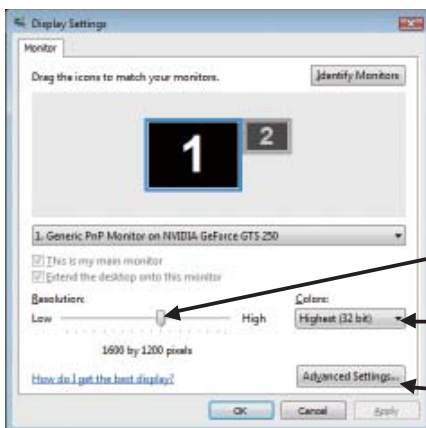 Display Settings
Monitor
Drag the icons to match your monitors.
Identify Monitors
1
2
1. Generic PnP Monitor on NVIDIA GeForce GTS 250
This is my main monitor
Extend the desktop onto this monitor
Resolution:
Colors:
Low
High
Highest (32 bit)
1600 by 1200 pixels
How do I get the best display?
Advanced Settings...
OK
Cancel
Apply